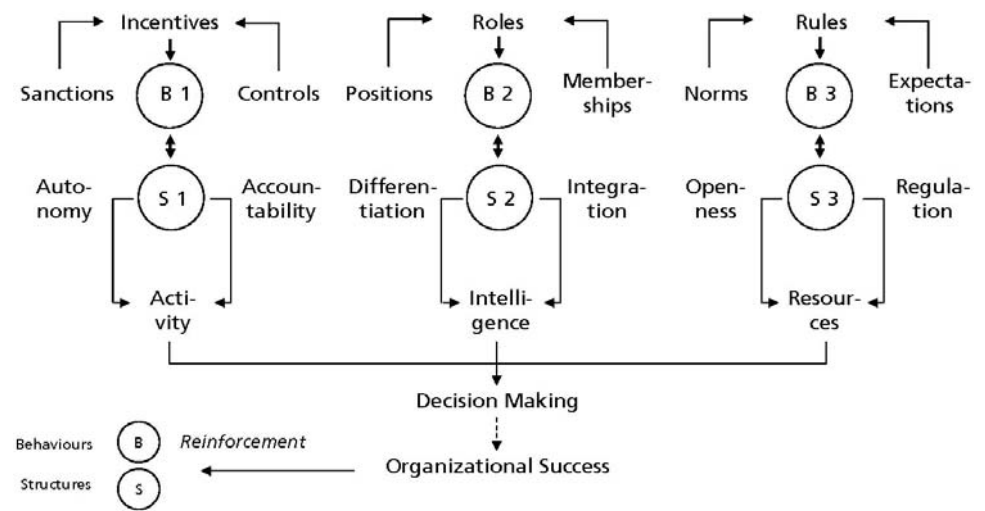 Incentives
Roles
Rules
Sanctions
B 1
Controls
Positions
B 2
Member-
ships
Norms
B 3
Expecta-
tations
Auto-
nomy
S 1
Accoun-
tability
Differen-
tiation
S 2
Integra-
tion
Open-
ness
S 3
Regula-
tion
Acti-
vity
Intelli-
gence
Resour-
ces
Decision Making
Behaviours
B
Reinforcement
Organizational Success
Structures
S